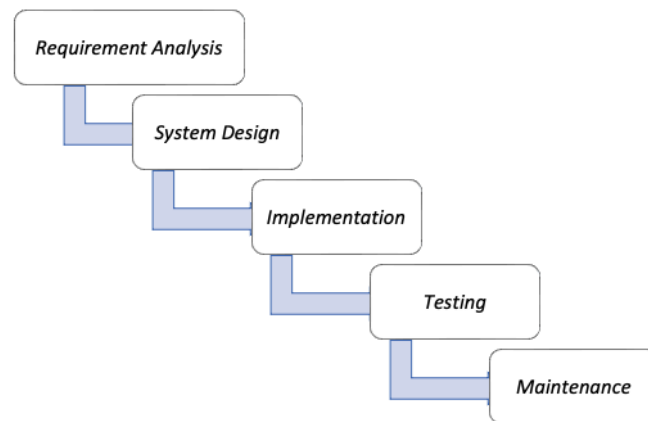 Requirement Analysis
System Design
Implementation
Testing
Maintenance